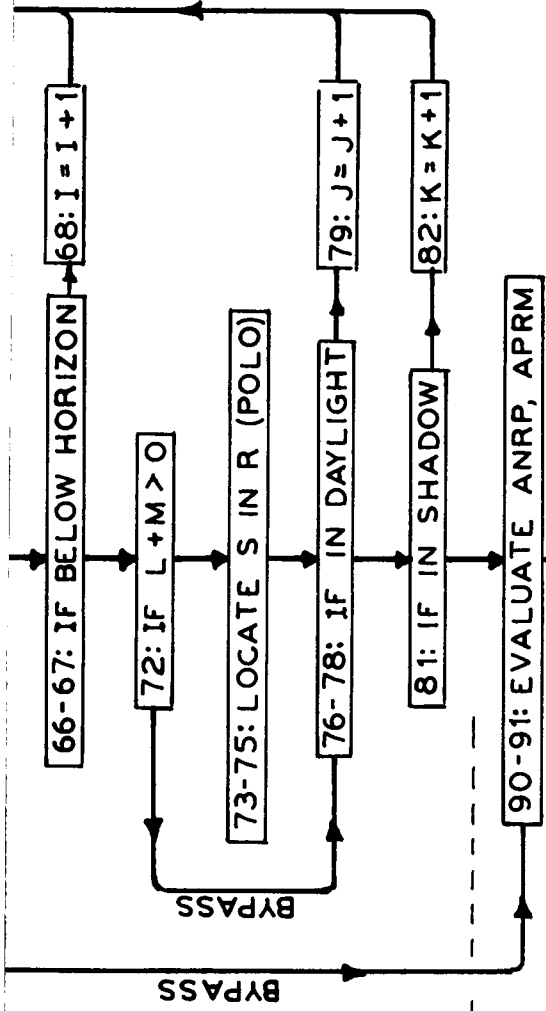 66-67: IF BELOW HORIZON
68: I = I + 1
72: IF L + M > 0
73-75: LOCATE S IN R (POLO)
BYPASS
76-78: IF IN DAYLIGHT
79: J = J + 1
81: IF IN SHADOW
82: K = K + 1
BYPASS
90-91: EVALUATE ANRP, APRM